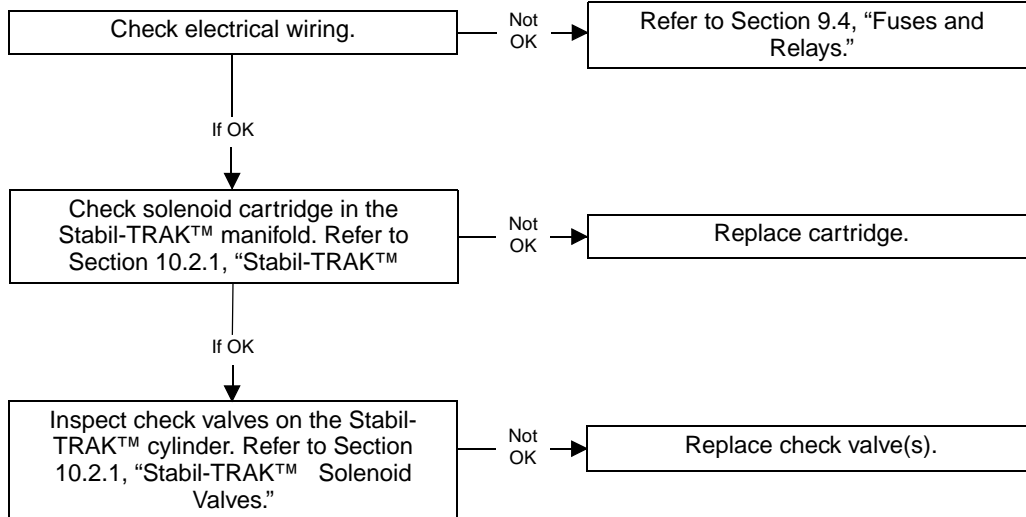 Check electrical wiring.
Not
OK
Refer to Section 9.4, “Fuses and
Relays.”
If OK
Check solenoid cartridge in the
Stabil-TRAK™ manifold. Refer to
Section 10.2.1, “Stabil-TRAK™
Not
OK
Replace cartridge.
If OK
Inspect check valves on the Stabil-
TRAK™ cylinder. Refer to Section
10.2.1, “Stabil-TRAK™ Solenoid
Valves.”
Not
OK
Replace check valve(s).